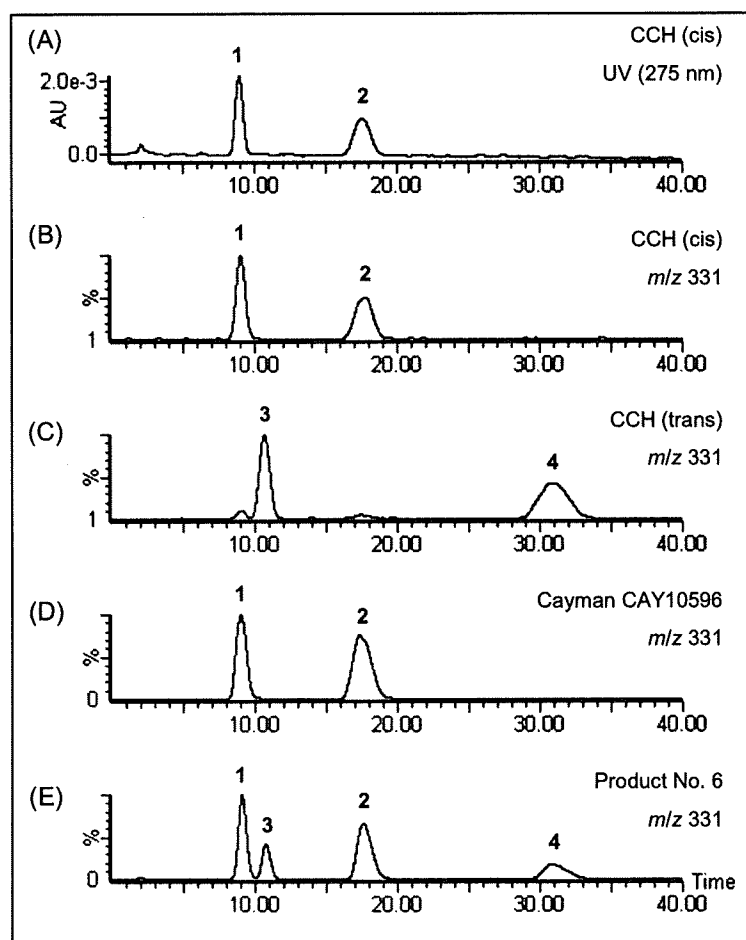 (A)
CCH (cis)
UV (275 nm)
1
2
2.0e-3
AU
0.0
10.00 20.00 30.00 40.00
(B)
CCH (cis)
m/z 331
1
2
%
1
10.00 20.00 30.00 40.00
(C)
CCH (trans)
m/z 331
3
4
%
1
10.00 20.00 30.00 40.00
(D)
Cayman CAY10596
m/z 331
1
2
%
0
10.00 20.00 30.00 40.00
(E)
Product No. 6
m/z 331
1
3
2
4
%
0
Time
10.00 20.00 30.00 40.00